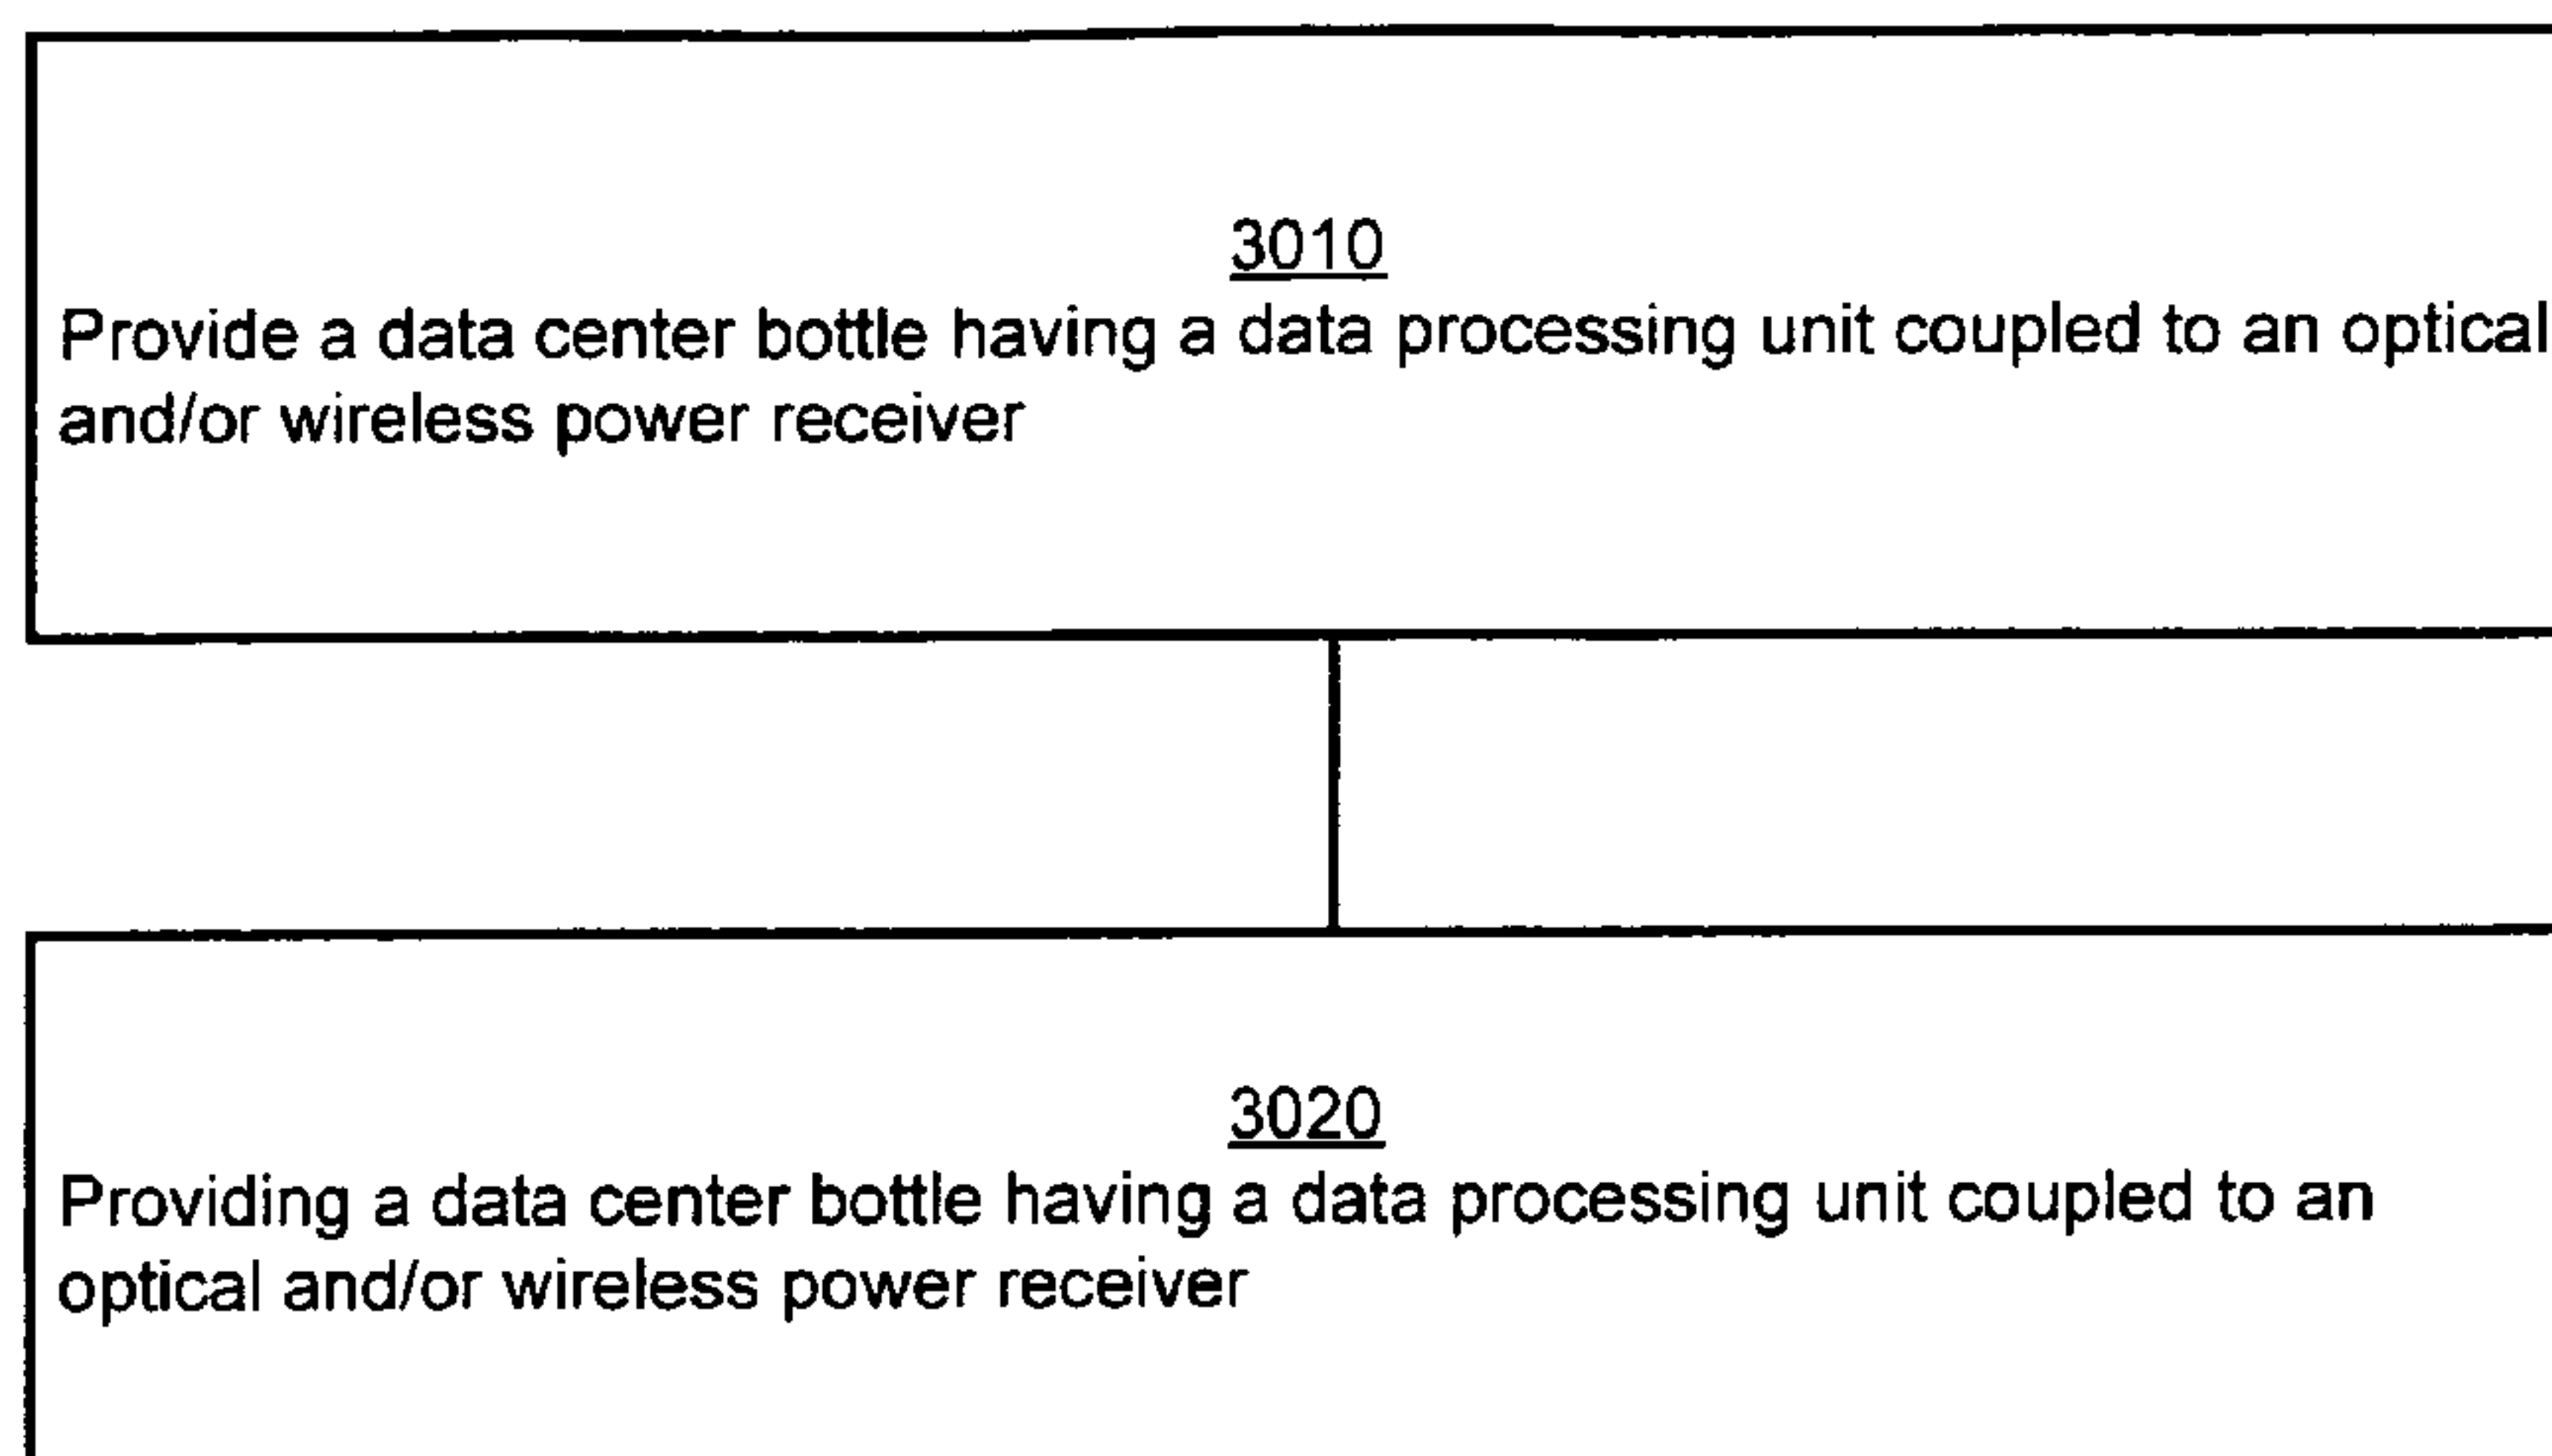 3010
Provide a data center bottle having a data processing unit coupled to an optical
and/or wireless power receiver
3020
Providing a data center bottle having a data processing unit coupled to an
optical and/or wireless power receiver